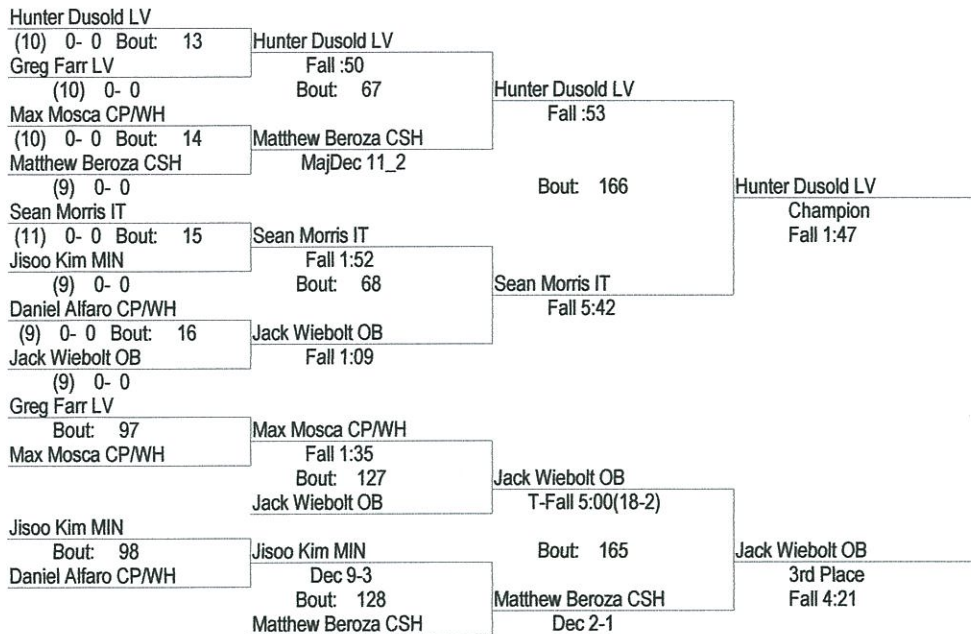 Hunter Dusold LV
(10) 0- 0 Bout: 13
Hunter Dusold LV
Greg Farr LV
Fall :50
(10) 0- 0
Bout: 67
Hunter Dusold LV
Max Mosca CP/WH
Fall :53
(10) 0- 0 Bout: 14
Matthew Beroza CSH
Matthew Beroza CSH
MajDec 11_2
(9) 0- 0
Bout: 166
Hunter Dusold LV
Sean Morris IT
Champion
(11) 0- 0 Bout: 15
Sean Morris IT
Fall 1:47
Jisoo Kim MIN
Fall 1:52
(9) 0- 0
Bout: 68
Sean Morris IT
Daniel Alfaro CP/WH
Fall 5:42
(9) 0- 0 Bout: 16
Jack Wiebolt OB
Jack Wiebolt OB
Fall 1:09
(9) 0- 0
Greg Farr LV
Bout: 97
Max Mosca CP/WH
Max Mosca CP/WH
Fall 1:35
Bout: 127
Jack Wiebolt OB
Jack Wiebolt OB
T-Fall 5:00(18-2)
Jisoo Kim MIN
Bout: 98
Jisoo Kim MIN
Bout: 165
Jack Wiebolt OB
Daniel Alfaro CP/WH
Dec 9-3
3rd Place
Bout: 128
Matthew Beroza CSH
Fall 4:21
Matthew Beroza CSH
Dec 2-1